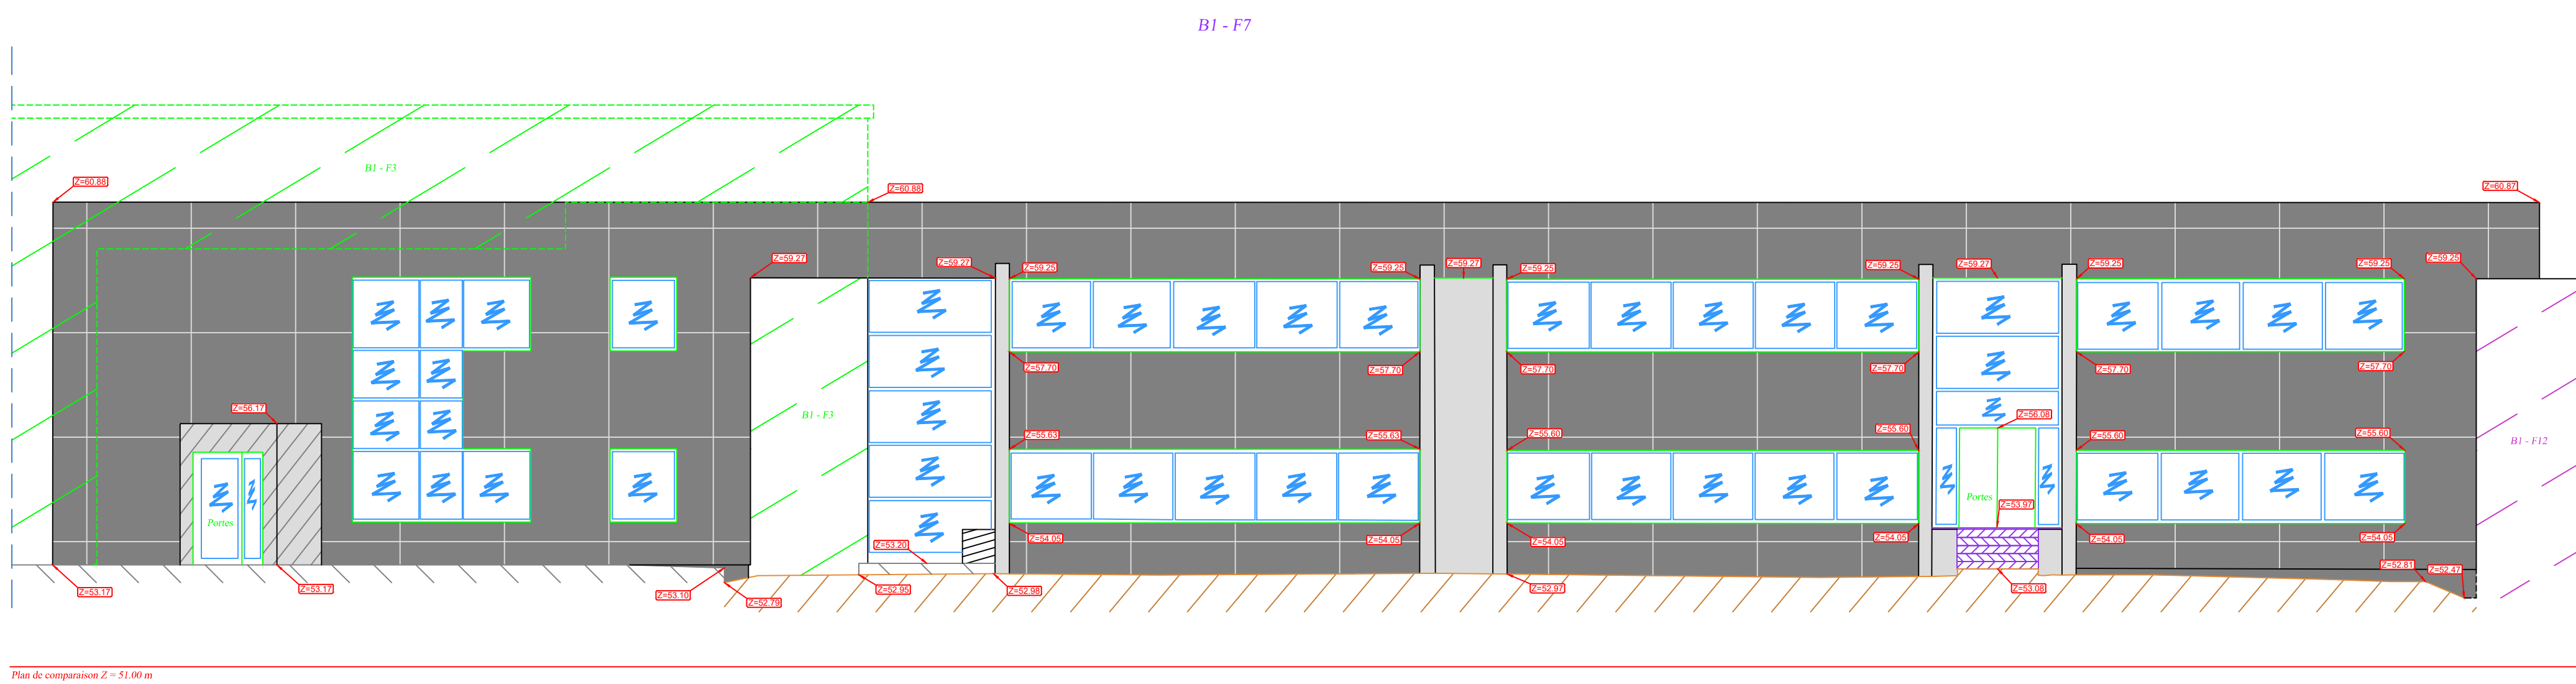 B1 - F7
B1 - F3
Z=60.88
Z=60.88
Z=60.87
Z=59.27
Z=59.27
Z=59.25
Z=59.25
Z=59.27
Z=59.25
Z=59.25
Z=59.27
Z=59.25
Z=59.25
Z=59.25
Z=57.70
Z=57.70
Z=57.70
Z=57.70
Z=57.70
Z=57.70
Z=56.17
B1 - F3
Z=56.08
Z=55.63
Z=55.63
Z=55.60
Z=55.60
Z=55.60
Z=55.60
B1 - F12
Portes
Portes
Z=53.97
Z=53.20
Z=54.05
Z=54.05
Z=54.05
Z=54.05
Z=54.05
Z=54.05
Z=52.81
Z=52.47
Z=53.17
Z=53.17
Z=53.10
Z=52.79
Z=52.95
Z=52.98
Z=52.97
Z=53.08
Plan de comparaison Z = 51.00 m